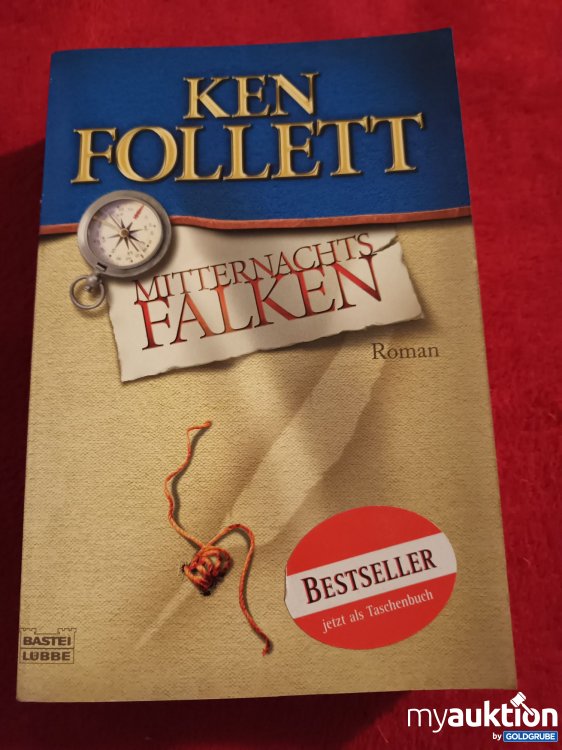 KEN
FOLLETT
MITTERNACHTS
FALKEN
Roman
BESTSELLER
jetzt als Taschenbuch
BASTEI
LÜBBE
myauktion
by GOLDGRUBE